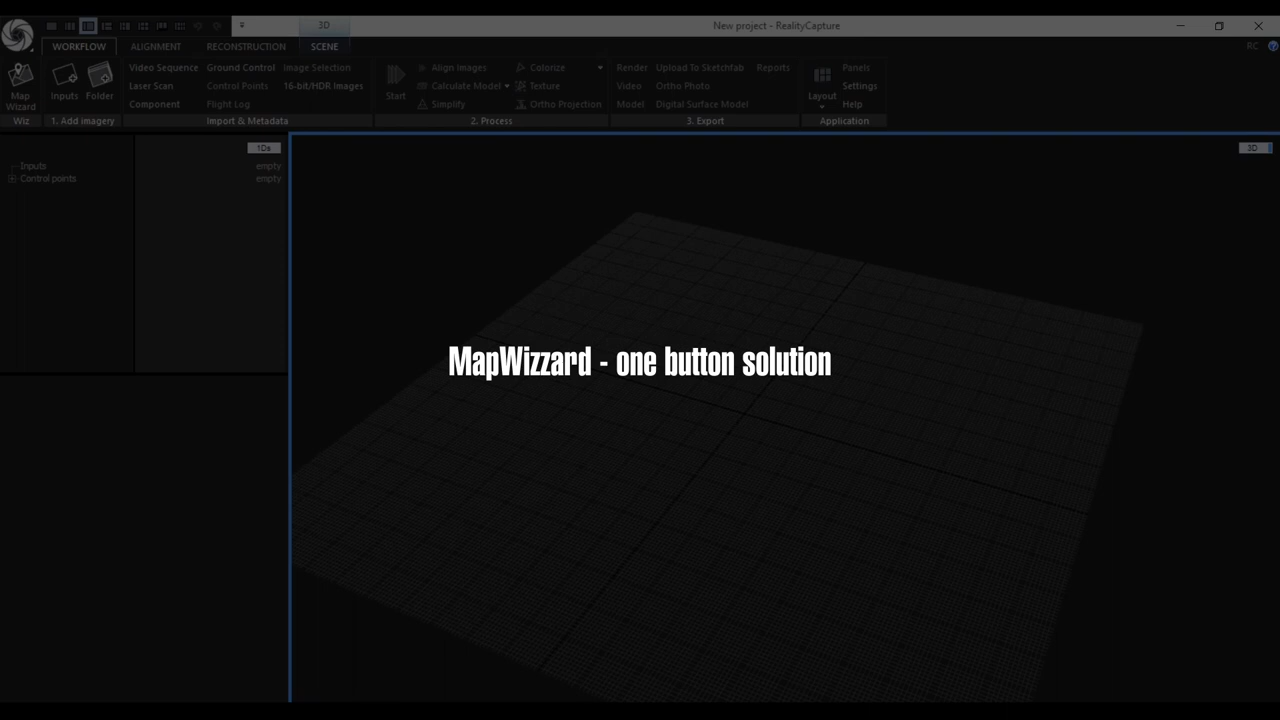 3D
New project - RealityCapture
WORKFLOW ALIGNMENT RECONSTRUCTION SCENE RC
Map Wizard
Inputs Folder
Video Sequence Ground Control Image Selection
Laser Scan Control Points 16-bit/HDR Images
Component Flight Log
Start
Align Images Colorize
Calculate Model Texture
Simplify Ortho Projection
Render Upload To Sketchfab Reports
Video Ortho Photo
Model Digital Surface Model
Layout
Panels
Settings
Help
Wiz 1. Add imagery Import & Metadata 2. Process 3. Export Application
1Ds
3D
Inputs empty
Control points empty
MapWizzard - one button solution